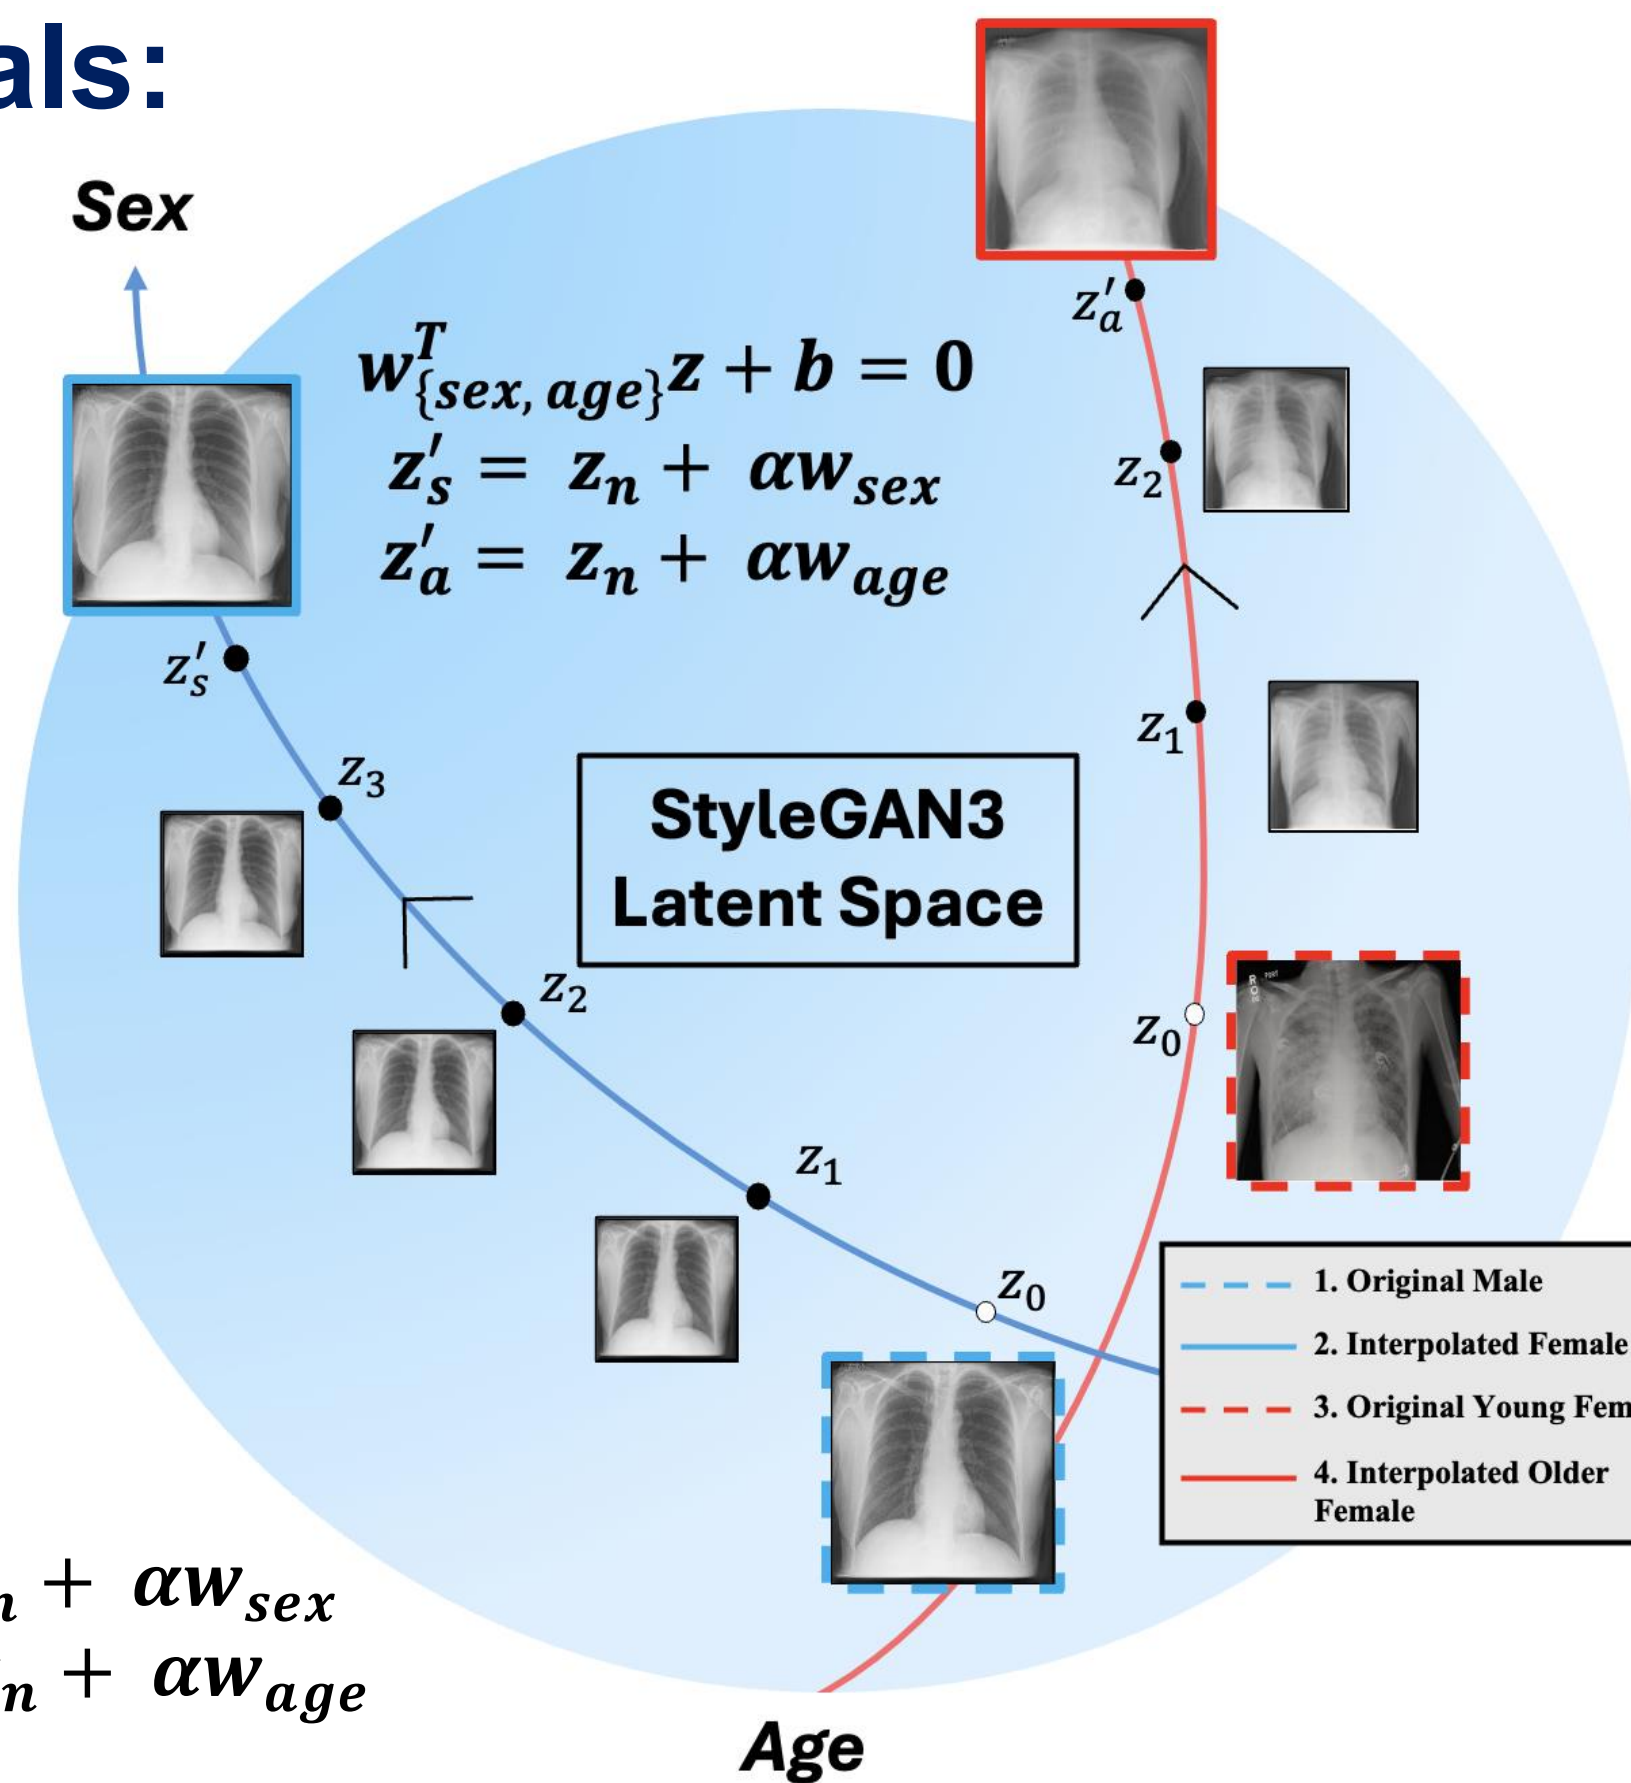 als:
Sex
w^T_{sex, age} z + b = 0
z'_s = z_n + αw_sex
z'_a = z_n + αw_age
z'_a
z_2
z_1
z_0
z'_s
z_3
z_2
z_1
z_0
StyleGAN3
Latent Space
1. Original Male
2. Interpolated Female
3. Original Young Fem
4. Interpolated Older
Female
n + αw_sex
n + αw_age
Age